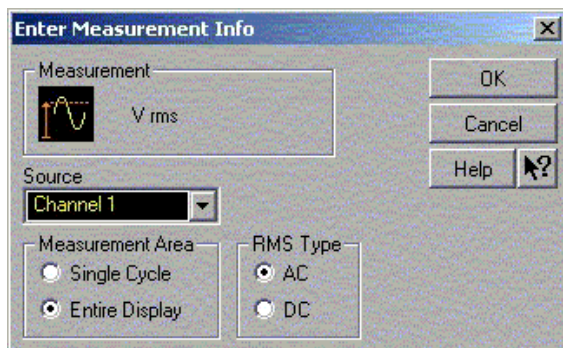 Enter Measurement Info
Measurement
V rms
OK
Cancel
Help
?
Source
Channel 1
Measurement Area
Single Cycle
Entire Display
RMS Type
AC
DC